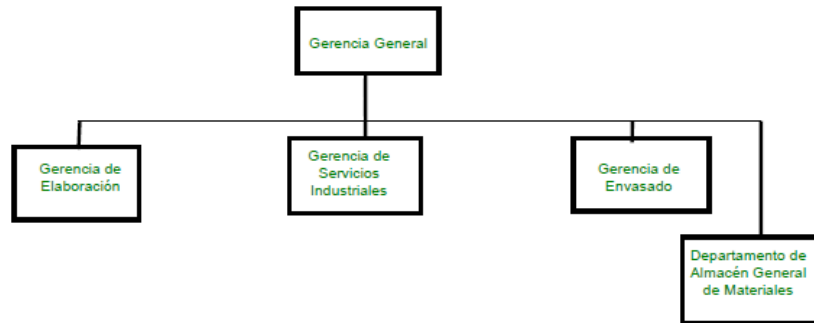 Gerencia General
Gerencia de
Elaboración
Gerencia de
Servicios
Industriales
Gerencia de
Envasado
Departamento de
Almacén General
de Materiales